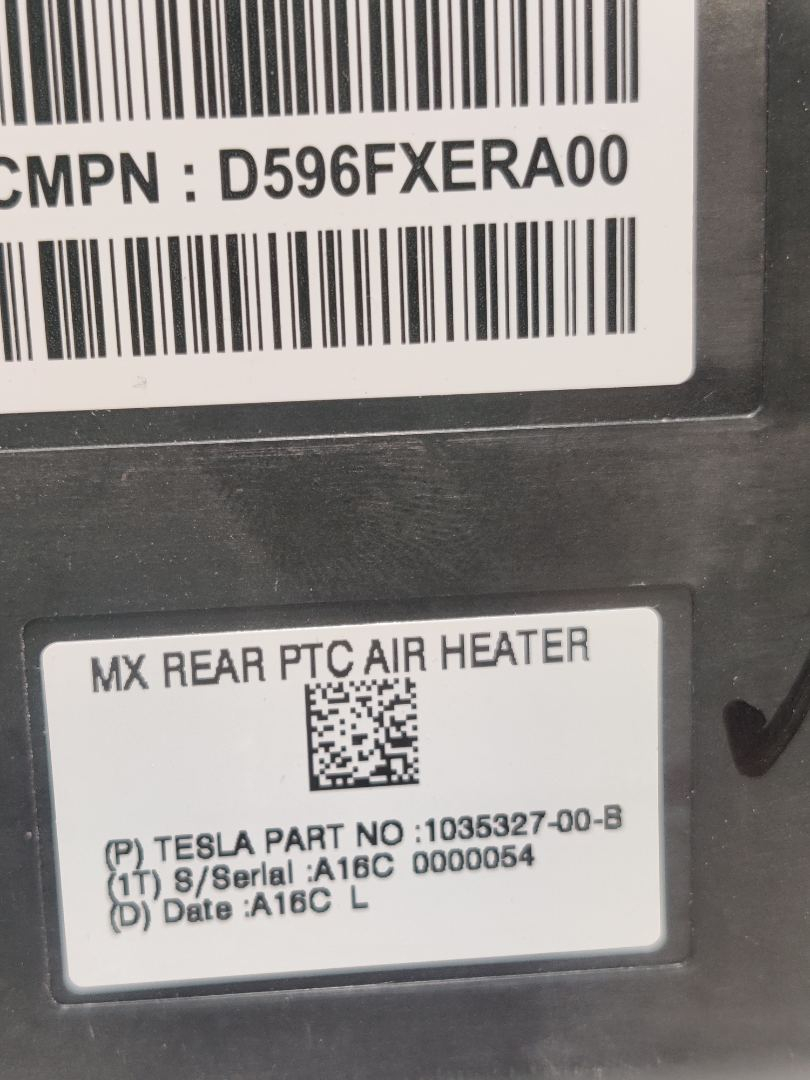 CMPN : D596FXERA00
MX REAR PTC AIR HEATER
(P) TESLA PART NO :1035327-00-B
(1T) S/Serial :A16C 0000054
(D) Date :A16C L